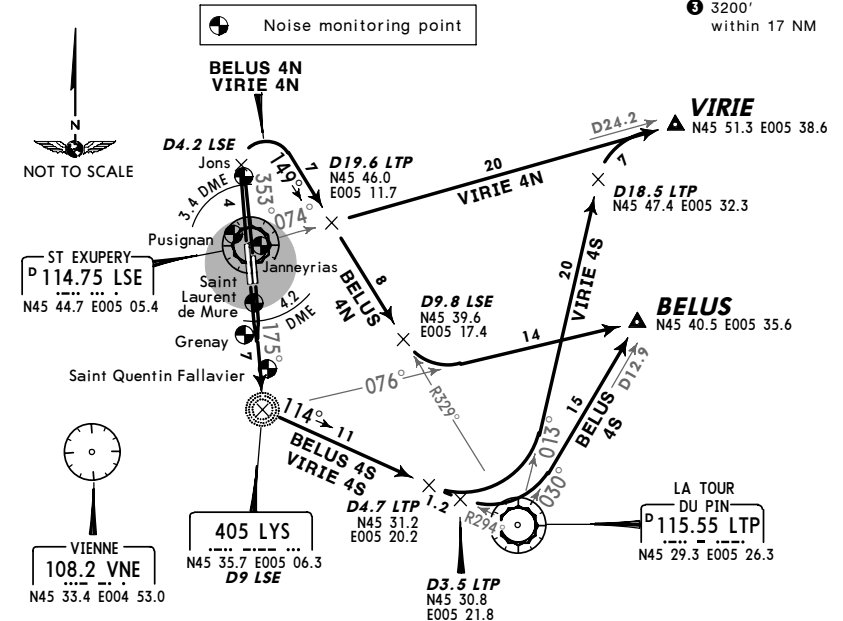 Noise monitoring point
❸ 3200'
within 17 NM
N
NOT TO SCALE
BELUS 4N
VIRIE 4N
D4.2 LSE
Jons
3.4 DME
4
353°
149°
7
074°
D19.6 LTP
N45 46.0
E005 11.7
20
VIRIE 4N
D24.2
VIRIE
N45 51.3 E005 38.6
7
D18.5 LTP
N45 47.4 E005 32.3
Pusignan
Janneyrias
ST EXUPERY
D 114.75 LSE
N45 44.7 E005 05.4
Saint
Laurent
de Mure
4.2
DME
Grenay
175°
7
Saint Quentin Fallavier
BELUS
4N
8
D9.8 LSE
N45 39.6
E005 17.4
14
076°
R329°
20
VIRIE 4S
BELUS
N45 40.5 E005 35.6
D12.9
15
BELUS
4S
013°
030°
114°
11
BELUS 4S
VIRIE 4S
D4.7 LTP
N45 31.2
E005 20.2
1.2
R294°
D3.5 LTP
N45 30.8
E005 21.8
LA TOUR
DU PIN
D 115.55 LTP
N45 29.3 E005 26.3
405 LYS
N45 35.7 E005 06.3
D9 LSE
VIENNE
108.2 VNE
N45 33.4 E004 53.0